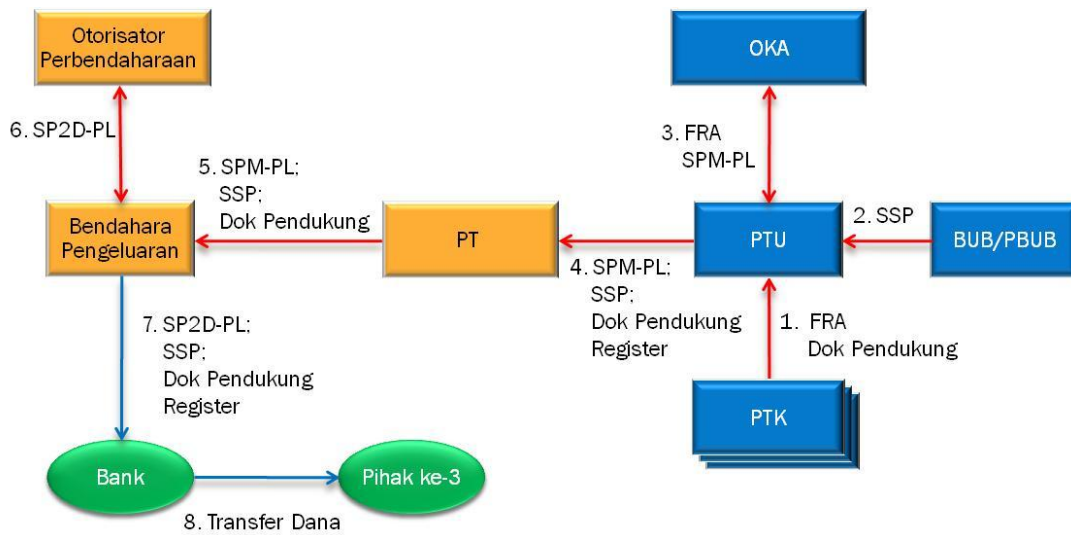 Otorisator
Perbendaharaan
OKA
6. SP2D-PL
3. FRA
SPM-PL
5. SPM-PL;
SSP;
Dok Pendukung
Bendahara
Pengeluaran
PT
PTU
2. SSP
BUB/PBUB
4. SPM-PL;
SSP;
Dok Pendukung
Register
1. FRA
Dok Pendukung
7. SP2D-PL;
SSP;
Dok Pendukung
Register
PTK
Bank
Pihak ke-3
8. Transfer Dana